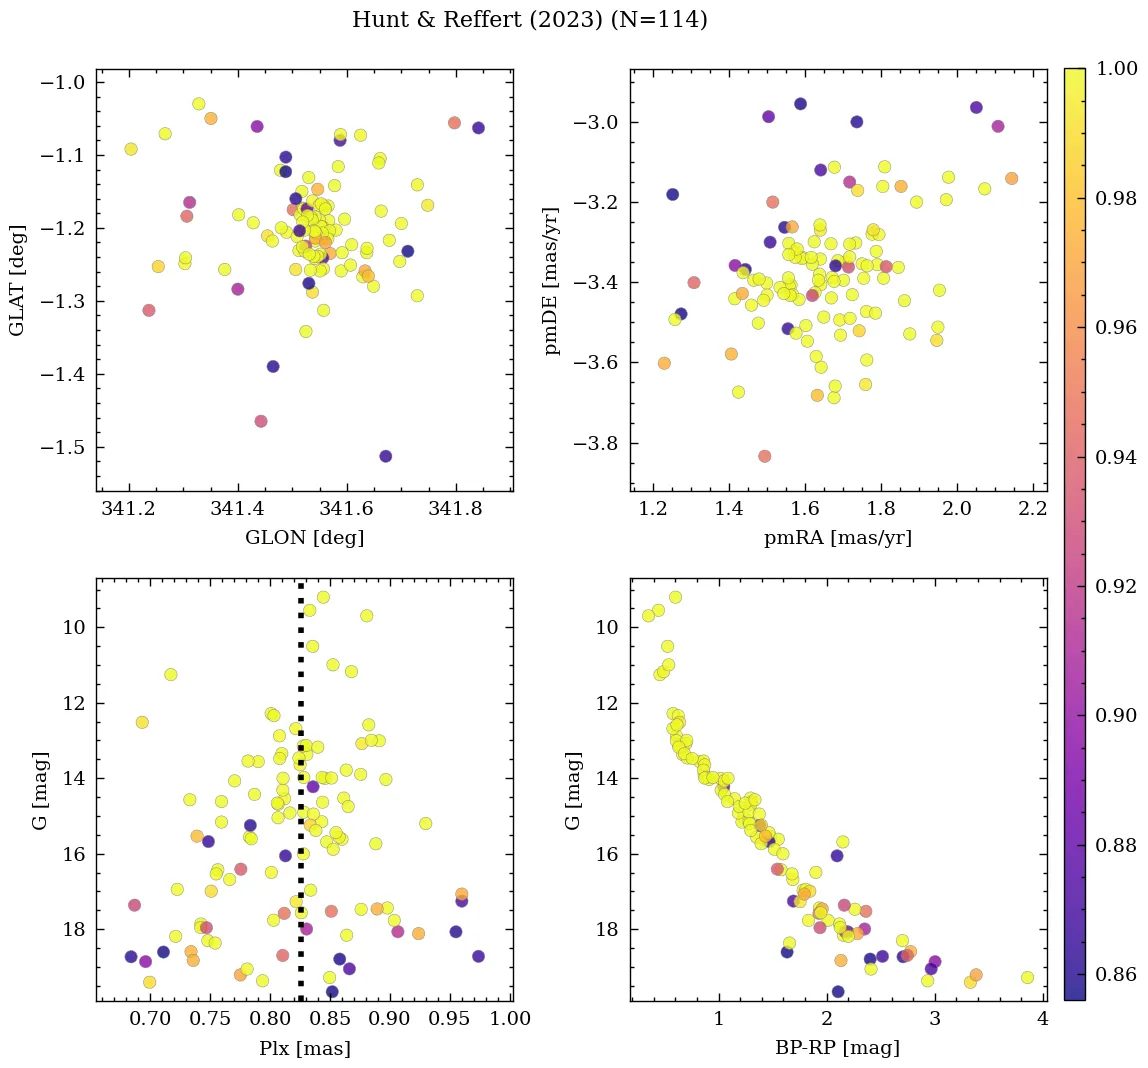 Hunt & Reffert (2023) (N=114)
−1.0
−1.1
−1.2
−1.3
−1.4
−1.5
GLAT [deg]
341.2 341.4 341.6 341.8
GLON [deg]
−3.0
−3.2
−3.4
−3.6
−3.8
pmDE [mas/yr]
1.2 1.4 1.6 1.8 2.0 2.2
pmRA [mas/yr]
10
12
14
16
18
G [mag]
0.70 0.75 0.80 0.85 0.90 0.95 1.00
Plx [mas]
10
12
14
16
18
G [mag]
1 2 3 4
BP-RP [mag]
1.00
0.98
0.96
0.94
0.92
0.90
0.88
0.86